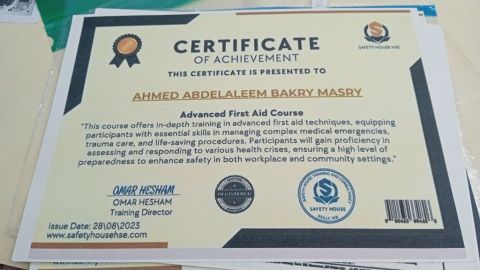 CERTIFICATE
OF ACHIEVEMENT
SAFETY HOUSE HSE
THIS CERTIFICATE IS PRESENTED TO
AHMED ABDELALEEM BAKRY MASRY
Advanced First Aid Course
"This course offers in-depth training in advanced first aid techniques, equipping
participants with essential skills in managing complex medical emergencies,
trauma care, and life-saving procedures. Participants will gain proficiency in
assessing and responding to various health crises, ensuring a high level of
preparedness to enhance safety in both workplace and community settings."
OMAR HESHAM
OMAR HESHAM
Training Director
REGISTERED
SAFETY HOUSE
Issue Date: 28\08\2023
www.safetyhousehse.com